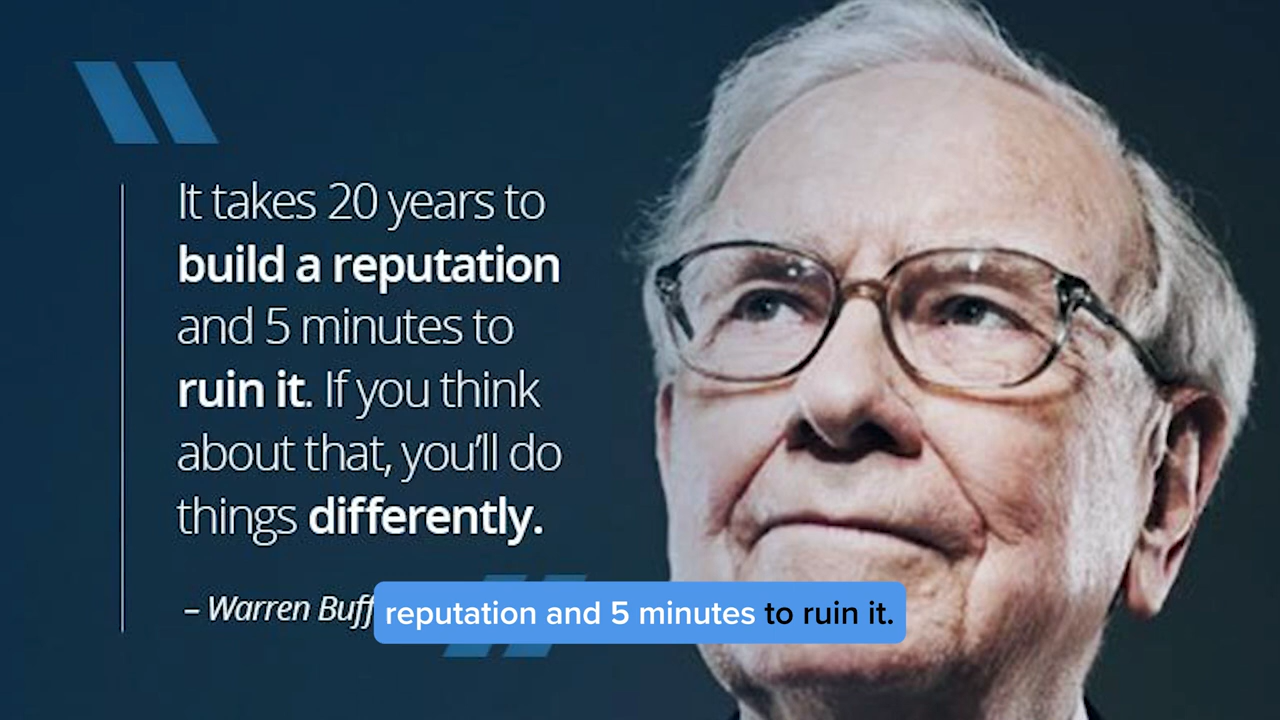 It takes 20 years to
build a reputation
and 5 minutes to
ruin it. If you think
about that, you'll do
things differently.
– Warren Buff
reputation and 5 minutes to ruin it.